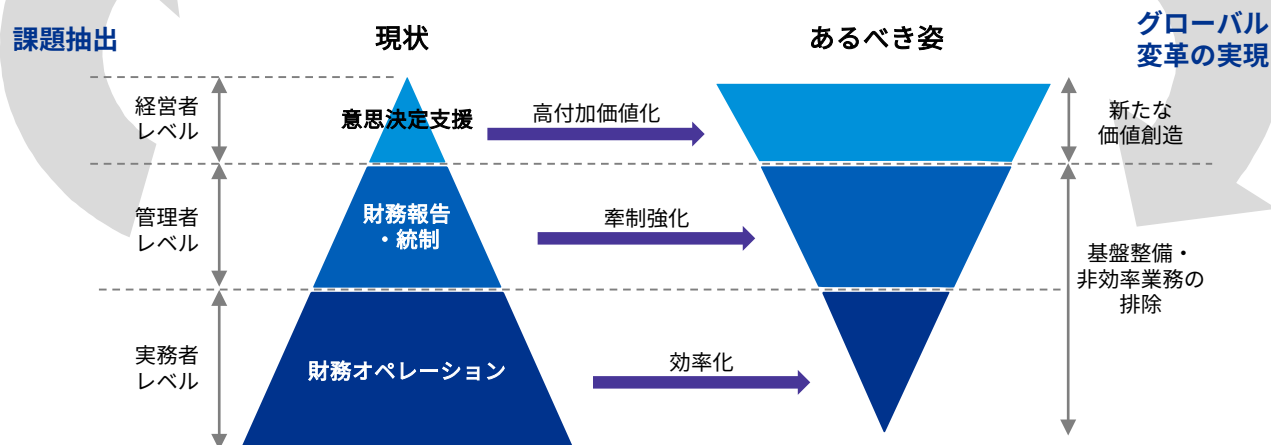 課題抽出
現状
あるべき姿
グローバル
変革の実現
経営者
レベル
意思決定支援
高付加価値化
新たな
価値創造
管理者
レベル
財務報告
・統制
牽制強化
基盤整備・
非効率業務の
排除
実務者
レベル
財務オペレーション
効率化